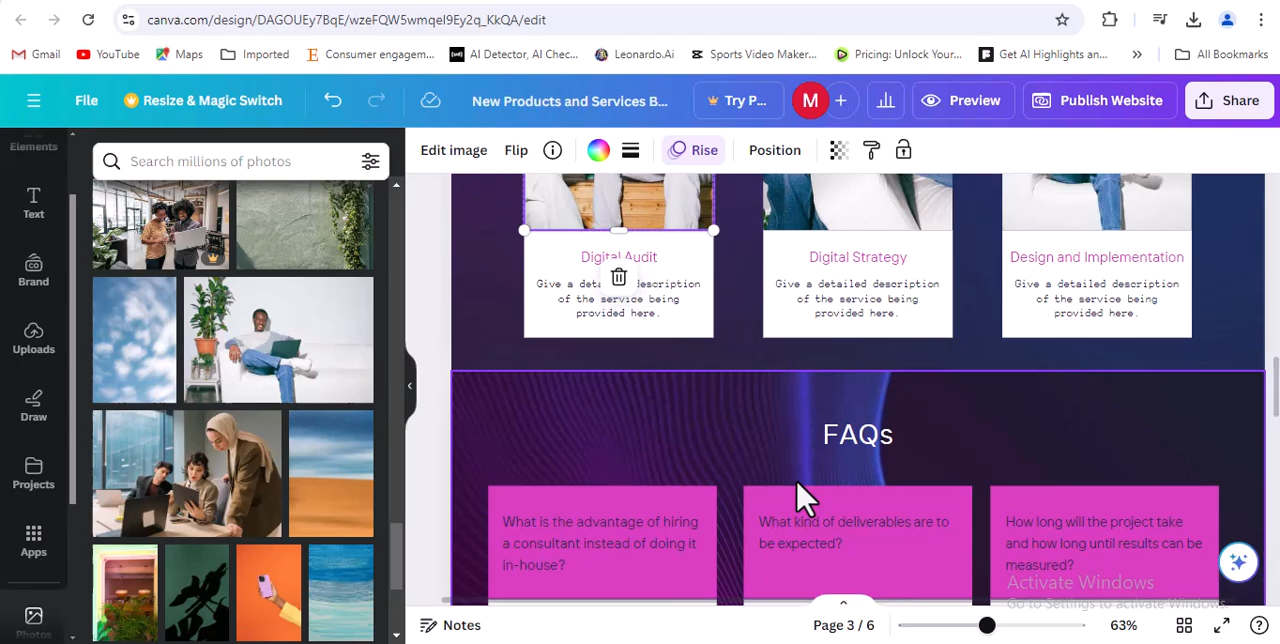 canva.com/design/DAGOUEy7BqE/wzeFQW5wmqeI9Ey2q_KkQA/edit
Gmail
YouTube
Maps
Imported
Consumer engagem...
AI Detector, AI Chec...
Leonardo.Ai
Sports Video Maker...
Pricing: Unlock Your...
Get AI Highlights an...
All Bookmarks
File
Resize & Magic Switch
New Products and Services B...
Try P...
M
Preview
Publish Website
Share
Elements
Text
Brand
Uploads
Draw
Projects
Apps
Photos
Search millions of photos
Edit image
Flip
Rise
Position
Digital Audit
Give a detailed description
of the service being
provided here.
Digital Strategy
Give a detailed description
of the service being
provided here.
Design and Implementation
Give a detailed description
of the service being
provided here.
FAQs
What is the advantage of hiring
a consultant instead of doing it
in-house?
What kind of deliverables are to
be expected?
How long will the project take
and how long until results can be
measured?
Activate Windows
Go to Settings to activate Windows.
Notes
Page 3 / 6
63%